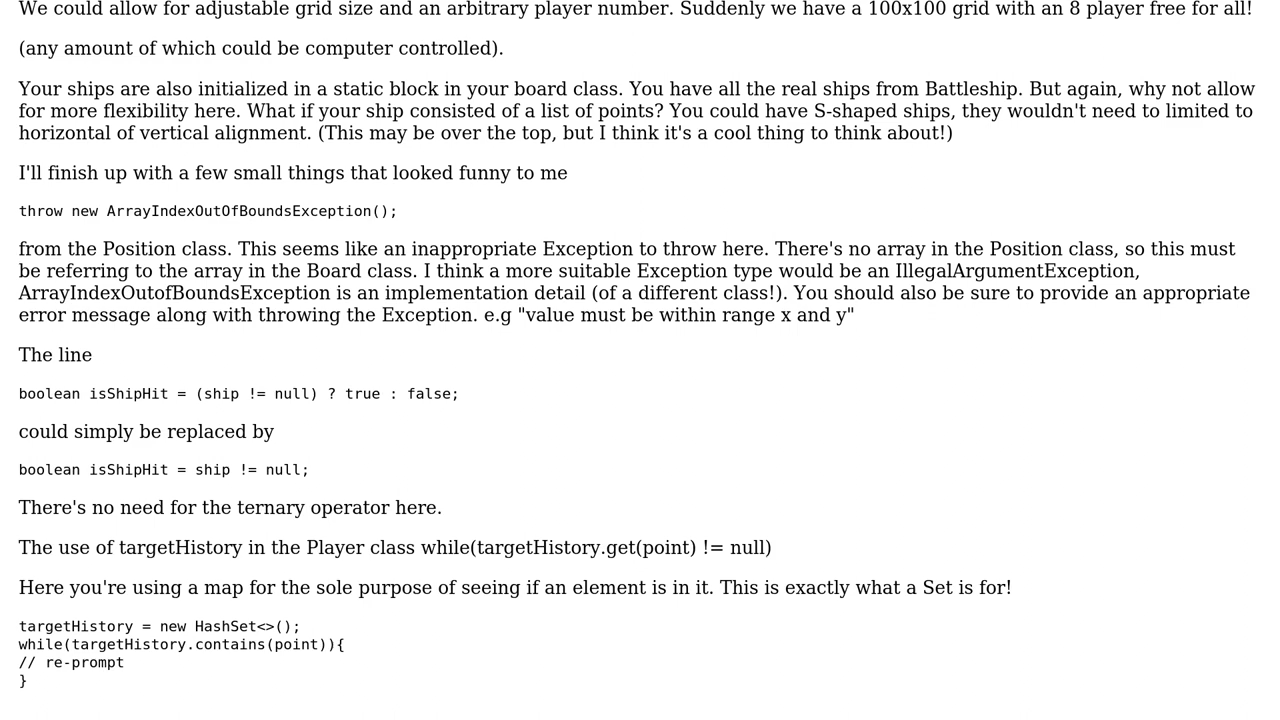 We could allow for adjustable grid size and an arbitrary player number. Suddenly we have a 100x100 grid with an 8 player free for all!
(any amount of which could be computer controlled).
Your ships are also initialized in a static block in your board class. You have all the real ships from Battleship. But again, why not allow
for more flexibility here. What if your ship consisted of a list of points? You could have S-shaped ships, they wouldn't need to limited to
horizontal of vertical alignment. (This may be over the top, but I think it's a cool thing to think about!)
I'll finish up with a few small things that looked funny to me
throw new ArrayIndexOutOfBoundsException();
from the Position class. This seems like an inappropriate Exception to throw here. There's no array in the Position class, so this must
be referring to the array in the Board class. I think a more suitable Exception type would be an IllegalArgumentException,
ArrayIndexOutofBoundsException is an implementation detail (of a different class!). You should also be sure to provide an appropriate
error message along with throwing the Exception. e.g "value must be within range x and y"
The line
boolean isShipHit = (ship != null) ? true : false;
could simply be replaced by
boolean isShipHit = ship != null;
There's no need for the ternary operator here.
The use of targetHistory in the Player class while(targetHistory.get(point) != null)
Here you're using a map for the sole purpose of seeing if an element is in it. This is exactly what a Set is for!
targetHistory = new HashSet<>();
while(targetHistory.contains(point)){
// re-prompt
}